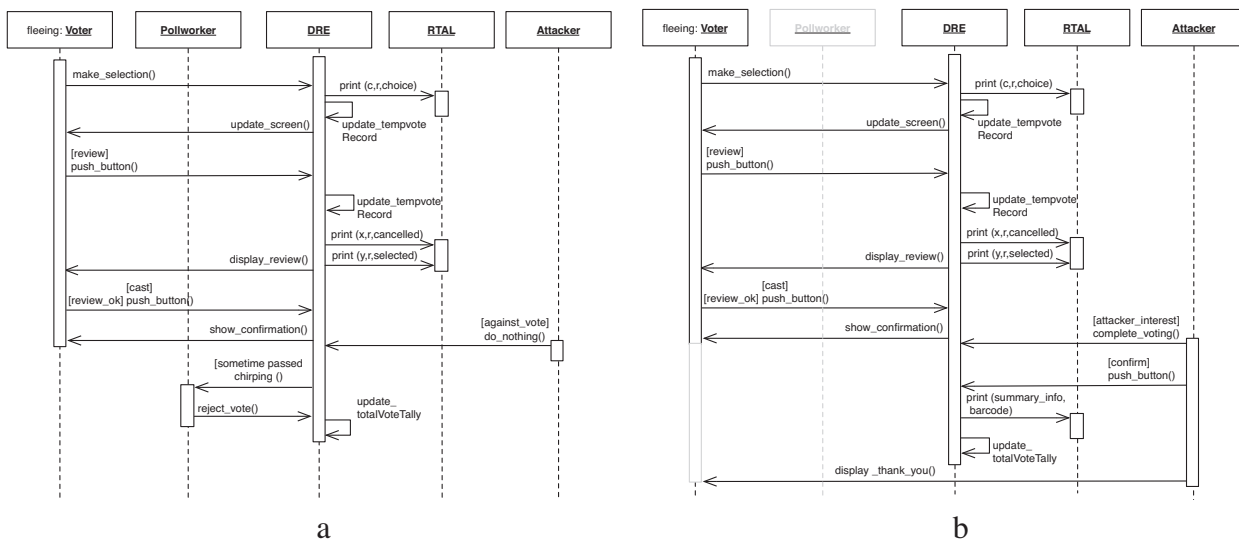 fleeing: Voter
Pollworker
DRE
RTAL
Attacker
make_selection()
print (c,r,choice)
update_tempvote
Record
update_screen()
[review]
push_button()
update_tempvote
Record
print (x,r,cancelled)
print (y,r,selected)
display_review()
[cast]
[review_ok] push_button()
show_confirmation()
[against_vote]
do_nothing()
[sometime passed
chirping ()
reject_vote()
update_
totalVoteTally
a
fleeing: Voter
Pollworker
DRE
RTAL
Attacker
make_selection()
print (c,r,choice)
update_tempvote
Record
update_screen()
[review]
push_button()
update_tempvote
Record
print (x,r,cancelled)
print (y,r,selected)
display_review()
[cast]
[review_ok] push_button()
show_confirmation()
[attacker_interest]
complete_voting()
[confirm]
push_button()
print (summary_info,
barcode)
update_
totalVoteTally
display _thank_you()
b